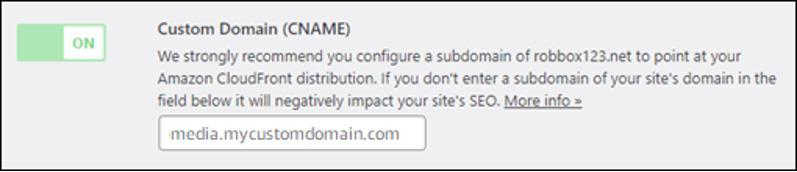 ON
Custom Domain (CNAME)
We strongly recommend you configure a subdomain of robbox123.net to point at your
Amazon CloudFront distribution. If you don't enter a subdomain of your site's domain in the
field below it will negatively impact your site's SEO. More info »
media.mycustomdomain.com